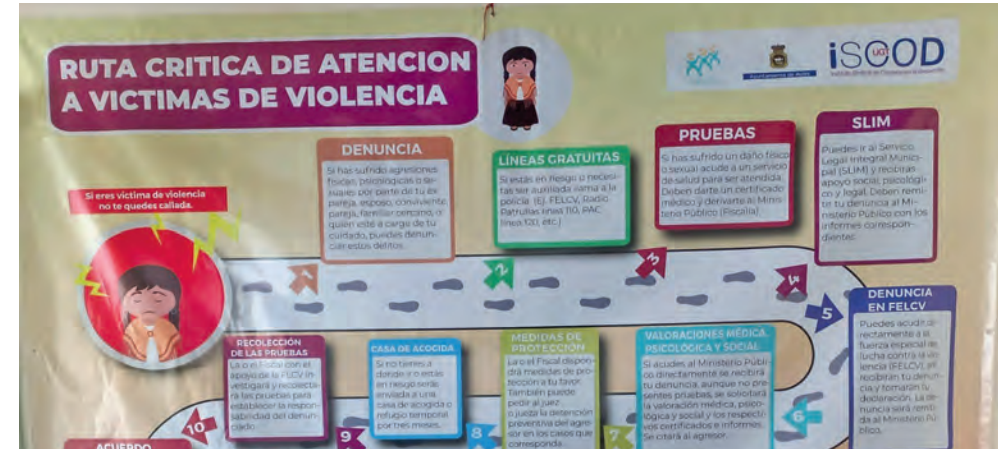 RUTA CRITICA DE ATENCION
A VICTIMAS DE VIOLENCIA
iSCOD
UGT
Si eres víctima de violencia
no te quedes callada.
DENUNCIA
Si has sufrido agresiones
físicas, psicológicas o se-
xuales por parte de tu ex
pareja, esposo, conviviente,
pareja, familiar cercano, o
quien esté a cargo de tu
cuidado, puedes denun-
ciar estos delitos.
LÍNEAS GRATUITAS
Si estás en riesgo o necesi-
tas ser auxiliada llama a la
policía (Ej. FELCV, Radio
Patrullas línea 110, PAC
línea 120, etc.)
PRUEBAS
Si has sufrido un daño físico
o sexual acude a un servicio
de salud para ser atendida.
Deben darte un certificado
médico y derivarte al Minis-
terio Público (Fiscalía)
SLIM
Puedes ir al Servicio
Legal Integral Munici-
pal (SLIM) y recibirás
apoyo social, psicológi-
co y legal. Deben remi-
te tu denuncia al Mi-
nisterio Público con los
informes correspon-
dientes.
1
2
3
4
5
DENUNCIA
EN FELCV
Puedes acudir di-
rectamente a la
fuerza especial de
lucha contra la vio-
lencia (FELCV), se
recibirán tu denun-
cia y tomarán tu
declaración. La de-
nuncia será remiti-
da al Ministerio Pú-
blico.
6
VALORACIONES MÉDICA,
PSICOLÓGICA Y SOCIAL
Si acudes al Ministerio Públi-
co directamente se recibirá
tu denuncia, aunque no pre-
sentes pruebas, se solicitará
la valoración médica, psico-
lógica y social y los respecti-
vos certificados e informes.
Se citará al agresor.
7
MEDIDAS DE
PROTECCIÓN
La o el Fiscal dispon-
drá medidas de pro-
tección a tu favor.
También puede
pedir al juez
o jueza la detención
preventiva del agre-
sor en los casos que
corresponda.
8
CASA DE ACOGIDA
Si no tienes a
donde ir o estás
en riesgo serás
enviada a una
casa de acogida o
refugio temporal
por tres meses.
9
RECOLECCIÓN
DE LAS PRUEBAS
La o el Fiscal con el
apoyo de la FELCV in-
vestigará y recolecta-
rá las pruebas para
establecer la respon-
sabilidad del denun-
ciado.
10
ACUERDO